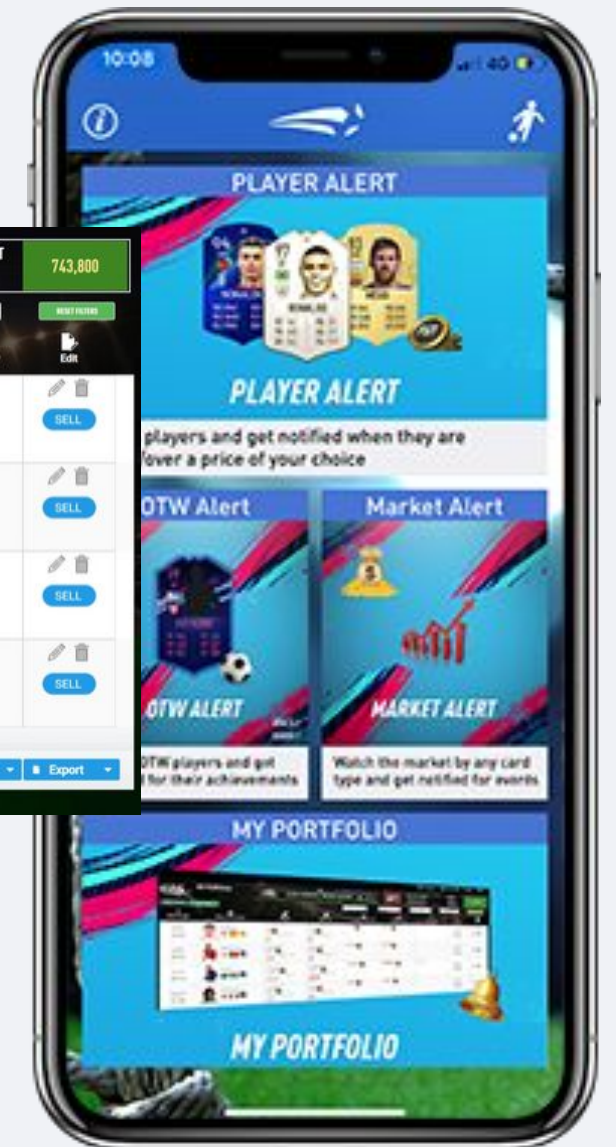 10:08
4G
PLAYER ALERT
PLAYER ALERT
players and get notified when they are
/over a price of your choice
T
743,800
RESET FILTERS
Edit
SELL
SELL
SELL
SELL
Export
OTW Alert
Market Alert
OTW ALERT
MARKET ALERT
OTW players and get
for their achievements
Watch the market by any card
type and get notified for events
MY PORTFOLIO
MY PORTFOLIO